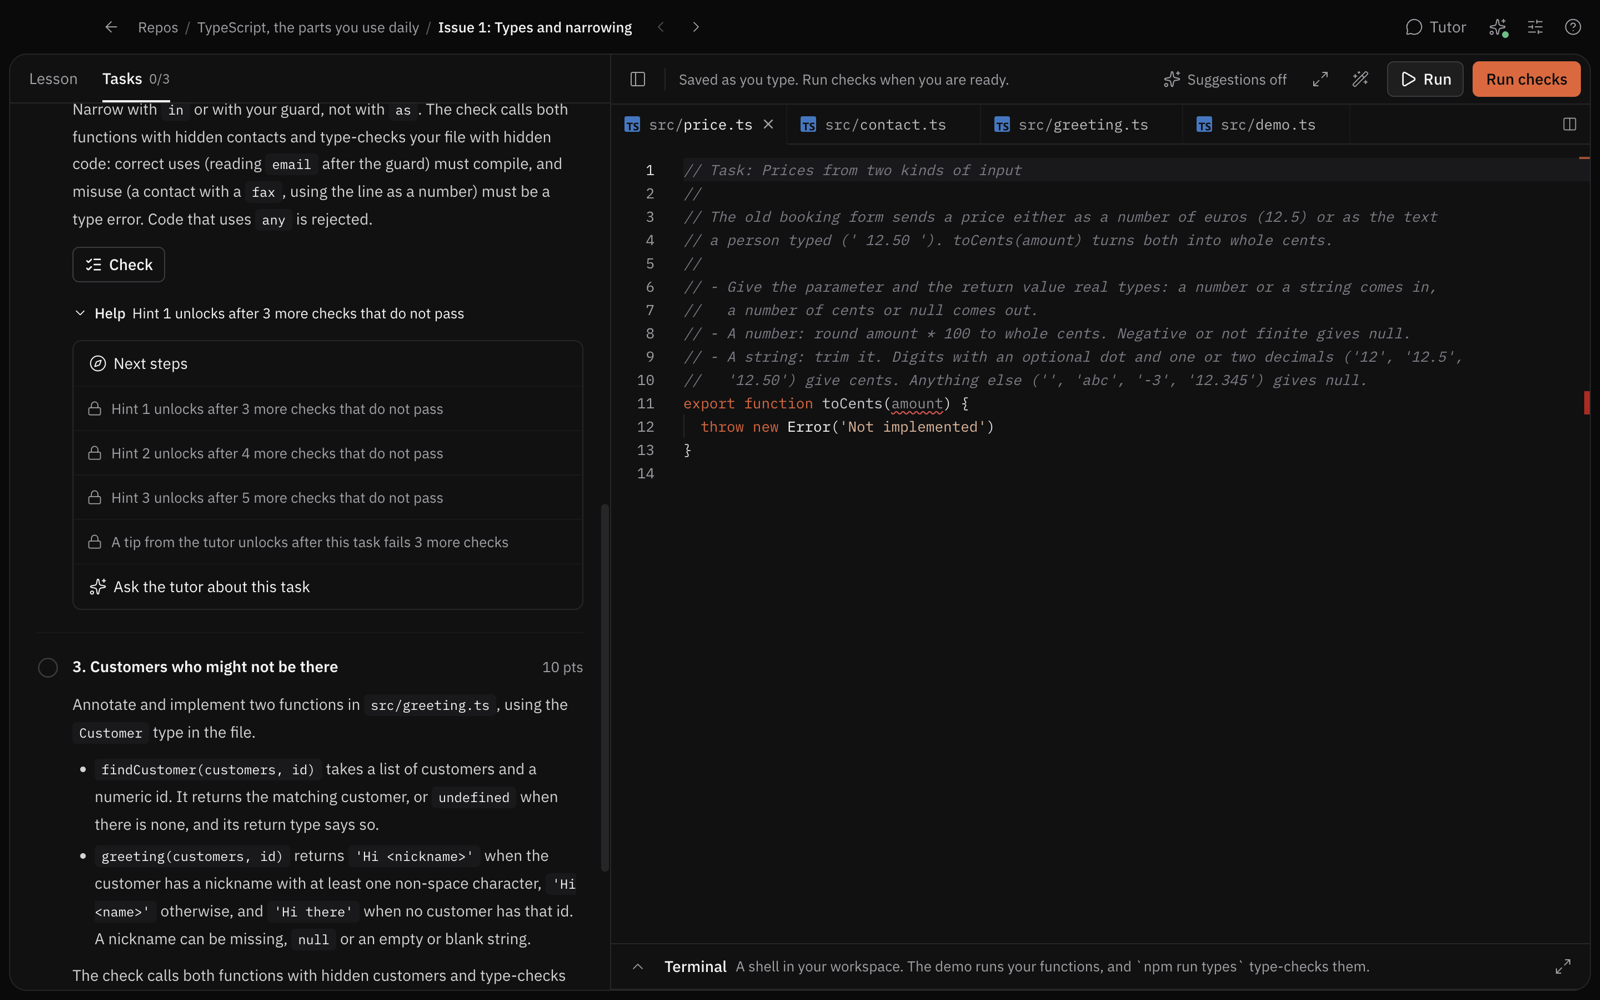 Repos / TypeScript, the parts you use daily / Issue 1: Types and narrowing
Tutor
Lesson Tasks 0/3
Narrow with in or with your guard, not with as . The check calls both
functions with hidden contacts and type-checks your file with hidden
code: correct uses (reading email after the guard) must compile, and
misuse (a contact with a fax , using the line as a number) must be a
type error. Code that uses any is rejected.
Check
Help Hint 1 unlocks after 3 more checks that do not pass
Next steps
Hint 1 unlocks after 3 more checks that do not pass
Hint 2 unlocks after 4 more checks that do not pass
Hint 3 unlocks after 5 more checks that do not pass
A tip from the tutor unlocks after this task fails 3 more checks
Ask the tutor about this task
3. Customers who might not be there 10 pts
Annotate and implement two functions in src/greeting.ts , using the
Customer type in the file.
• findCustomer(customers, id) takes a list of customers and a
numeric id. It returns the matching customer, or undefined when
there is none, and its return type says so.
• greeting(customers, id) returns 'Hi <nickname>' when the
customer has a nickname with at least one non-space character, 'Hi
<name>' otherwise, and 'Hi there' when no customer has that id.
A nickname can be missing, null or an empty or blank string.
The check calls both functions with hidden customers and type-checks
Saved as you type. Run checks when you are ready.
Suggestions off
Run
Run checks
TS src/price.ts
TS src/contact.ts
TS src/greeting.ts
TS src/demo.ts
1 // Task: Prices from two kinds of input
2 //
3 // The old booking form sends a price either as a number of euros (12.5) or as the text
4 // a person typed (' 12.50 '). toCents(amount) turns both into whole cents.
5 //
6 // - Give the parameter and the return value real types: a number or a string comes in,
7 //   a number of cents or null comes out.
8 // - A number: round amount * 100 to whole cents. Negative or not finite gives null.
9 // - A string: trim it. Digits with an optional dot and one or two decimals ('12', '12.5',
10 //   '12.50') give cents. Anything else ('', 'abc', '-3', '12.345') gives null.
11 export function toCents(amount) {
12   throw new Error('Not implemented')
13 }
14
Terminal A shell in your workspace. The demo runs your functions, and `npm run types` type-checks them.